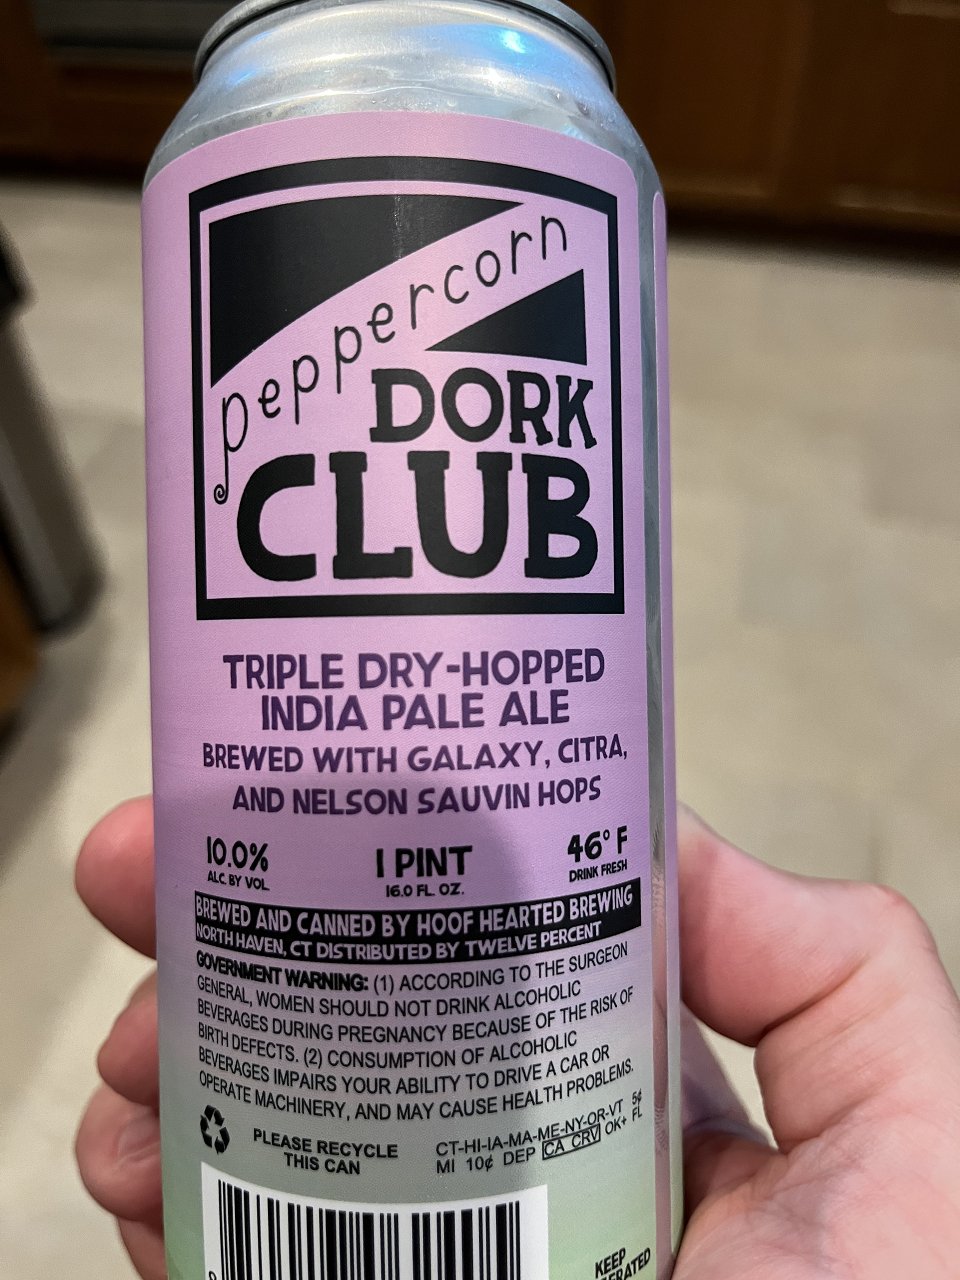 peppercorn
DORK
CLUB
TRIPLE DRY-HOPPED
INDIA PALE ALE
BREWED WITH GALAXY, CITRA,
AND NELSON SAUVIN HOPS
10.0%
ALC. BY VOL.
1 PINT
16.0 FL. OZ.
46° F
DRINK FRESH
BREWED AND CANNED BY HOOF HEARTED BREWING
NORTH HAVEN, CT DISTRIBUTED BY TWELVE PERCENT
GOVERNMENT WARNING: (1) ACCORDING TO THE SURGEON
GENERAL, WOMEN SHOULD NOT DRINK ALCOHOLIC
BEVERAGES DURING PREGNANCY BECAUSE OF THE RISK OF
BIRTH DEFECTS. (2) CONSUMPTION OF ALCOHOLIC
BEVERAGES IMPAIRS YOUR ABILITY TO DRIVE A CAR OR
OPERATE MACHINERY, AND MAY CAUSE HEALTH PROBLEMS.
PLEASE RECYCLE
THIS CAN
CT-HI-IA-MA-ME-NY-OR-VT 5¢
MI 10¢ DEP CA CRV OK+ FL
KEEP